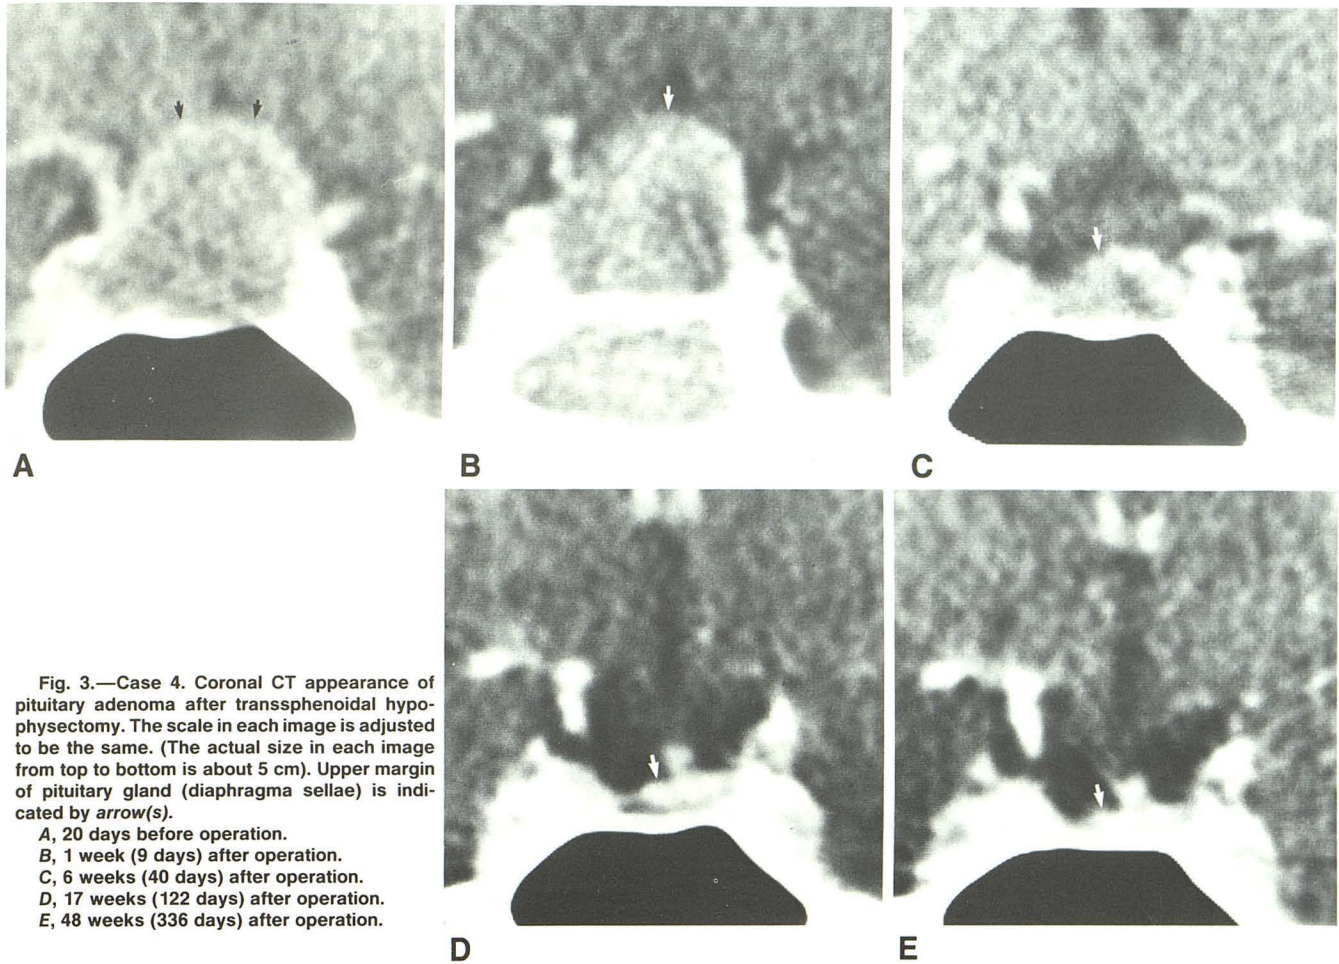 A
B
C
Fig. 3.—Case 4. Coronal CT appearance of
pituitary adenoma after transsphenoidal hypo-
physectomy. The scale in each image is adjusted
to be the same. (The actual size in each image
from top to bottom is about 5 cm). Upper margin
of pituitary gland (diaphragma sellae) is indi-
cated by arrow(s).
A, 20 days before operation.
B, 1 week (9 days) after operation.
C, 6 weeks (40 days) after operation.
D, 17 weeks (122 days) after operation.
E, 48 weeks (336 days) after operation.
D
E